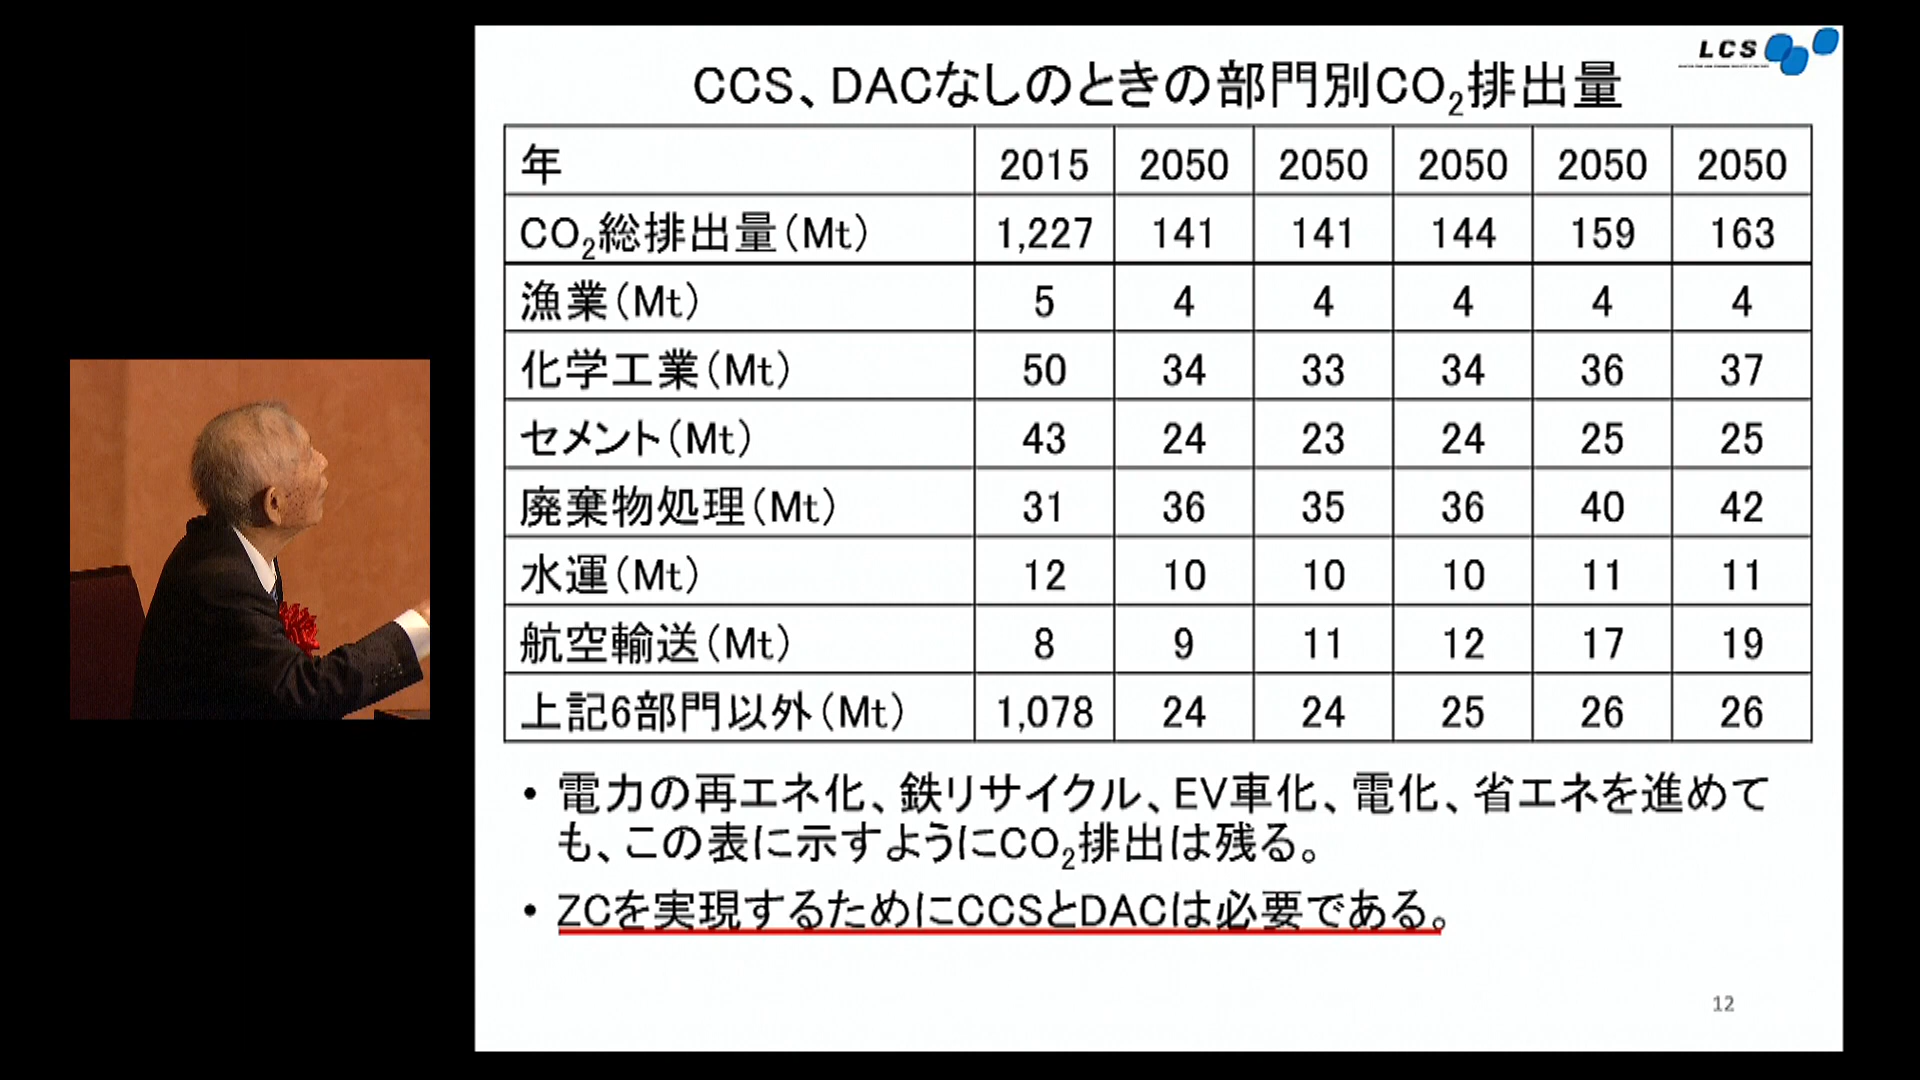 LCS
CCS、DACなしのときの部門別CO₂排出量
年 2015 2050 2050 2050 2050 2050
CO₂総排出量(Mt) 1,227 141 141 144 159 163
漁業(Mt) 5 4 4 4 4 4
化学工業(Mt) 50 34 33 34 36 37
セメント(Mt) 43 24 23 24 25 25
廃棄物処理(Mt) 31 36 35 36 40 42
水運(Mt) 12 10 10 10 11 11
航空輸送(Mt) 8 9 11 12 17 19
上記6部門以外(Mt) 1,078 24 24 25 26 26
• 電力の再エネ化、鉄リサイクル、EV車化、電化、省エネを進めて
も、この表に示すようにCO₂排出は残る。
• ZCを実現するためにCCSとDACは必要である。
12